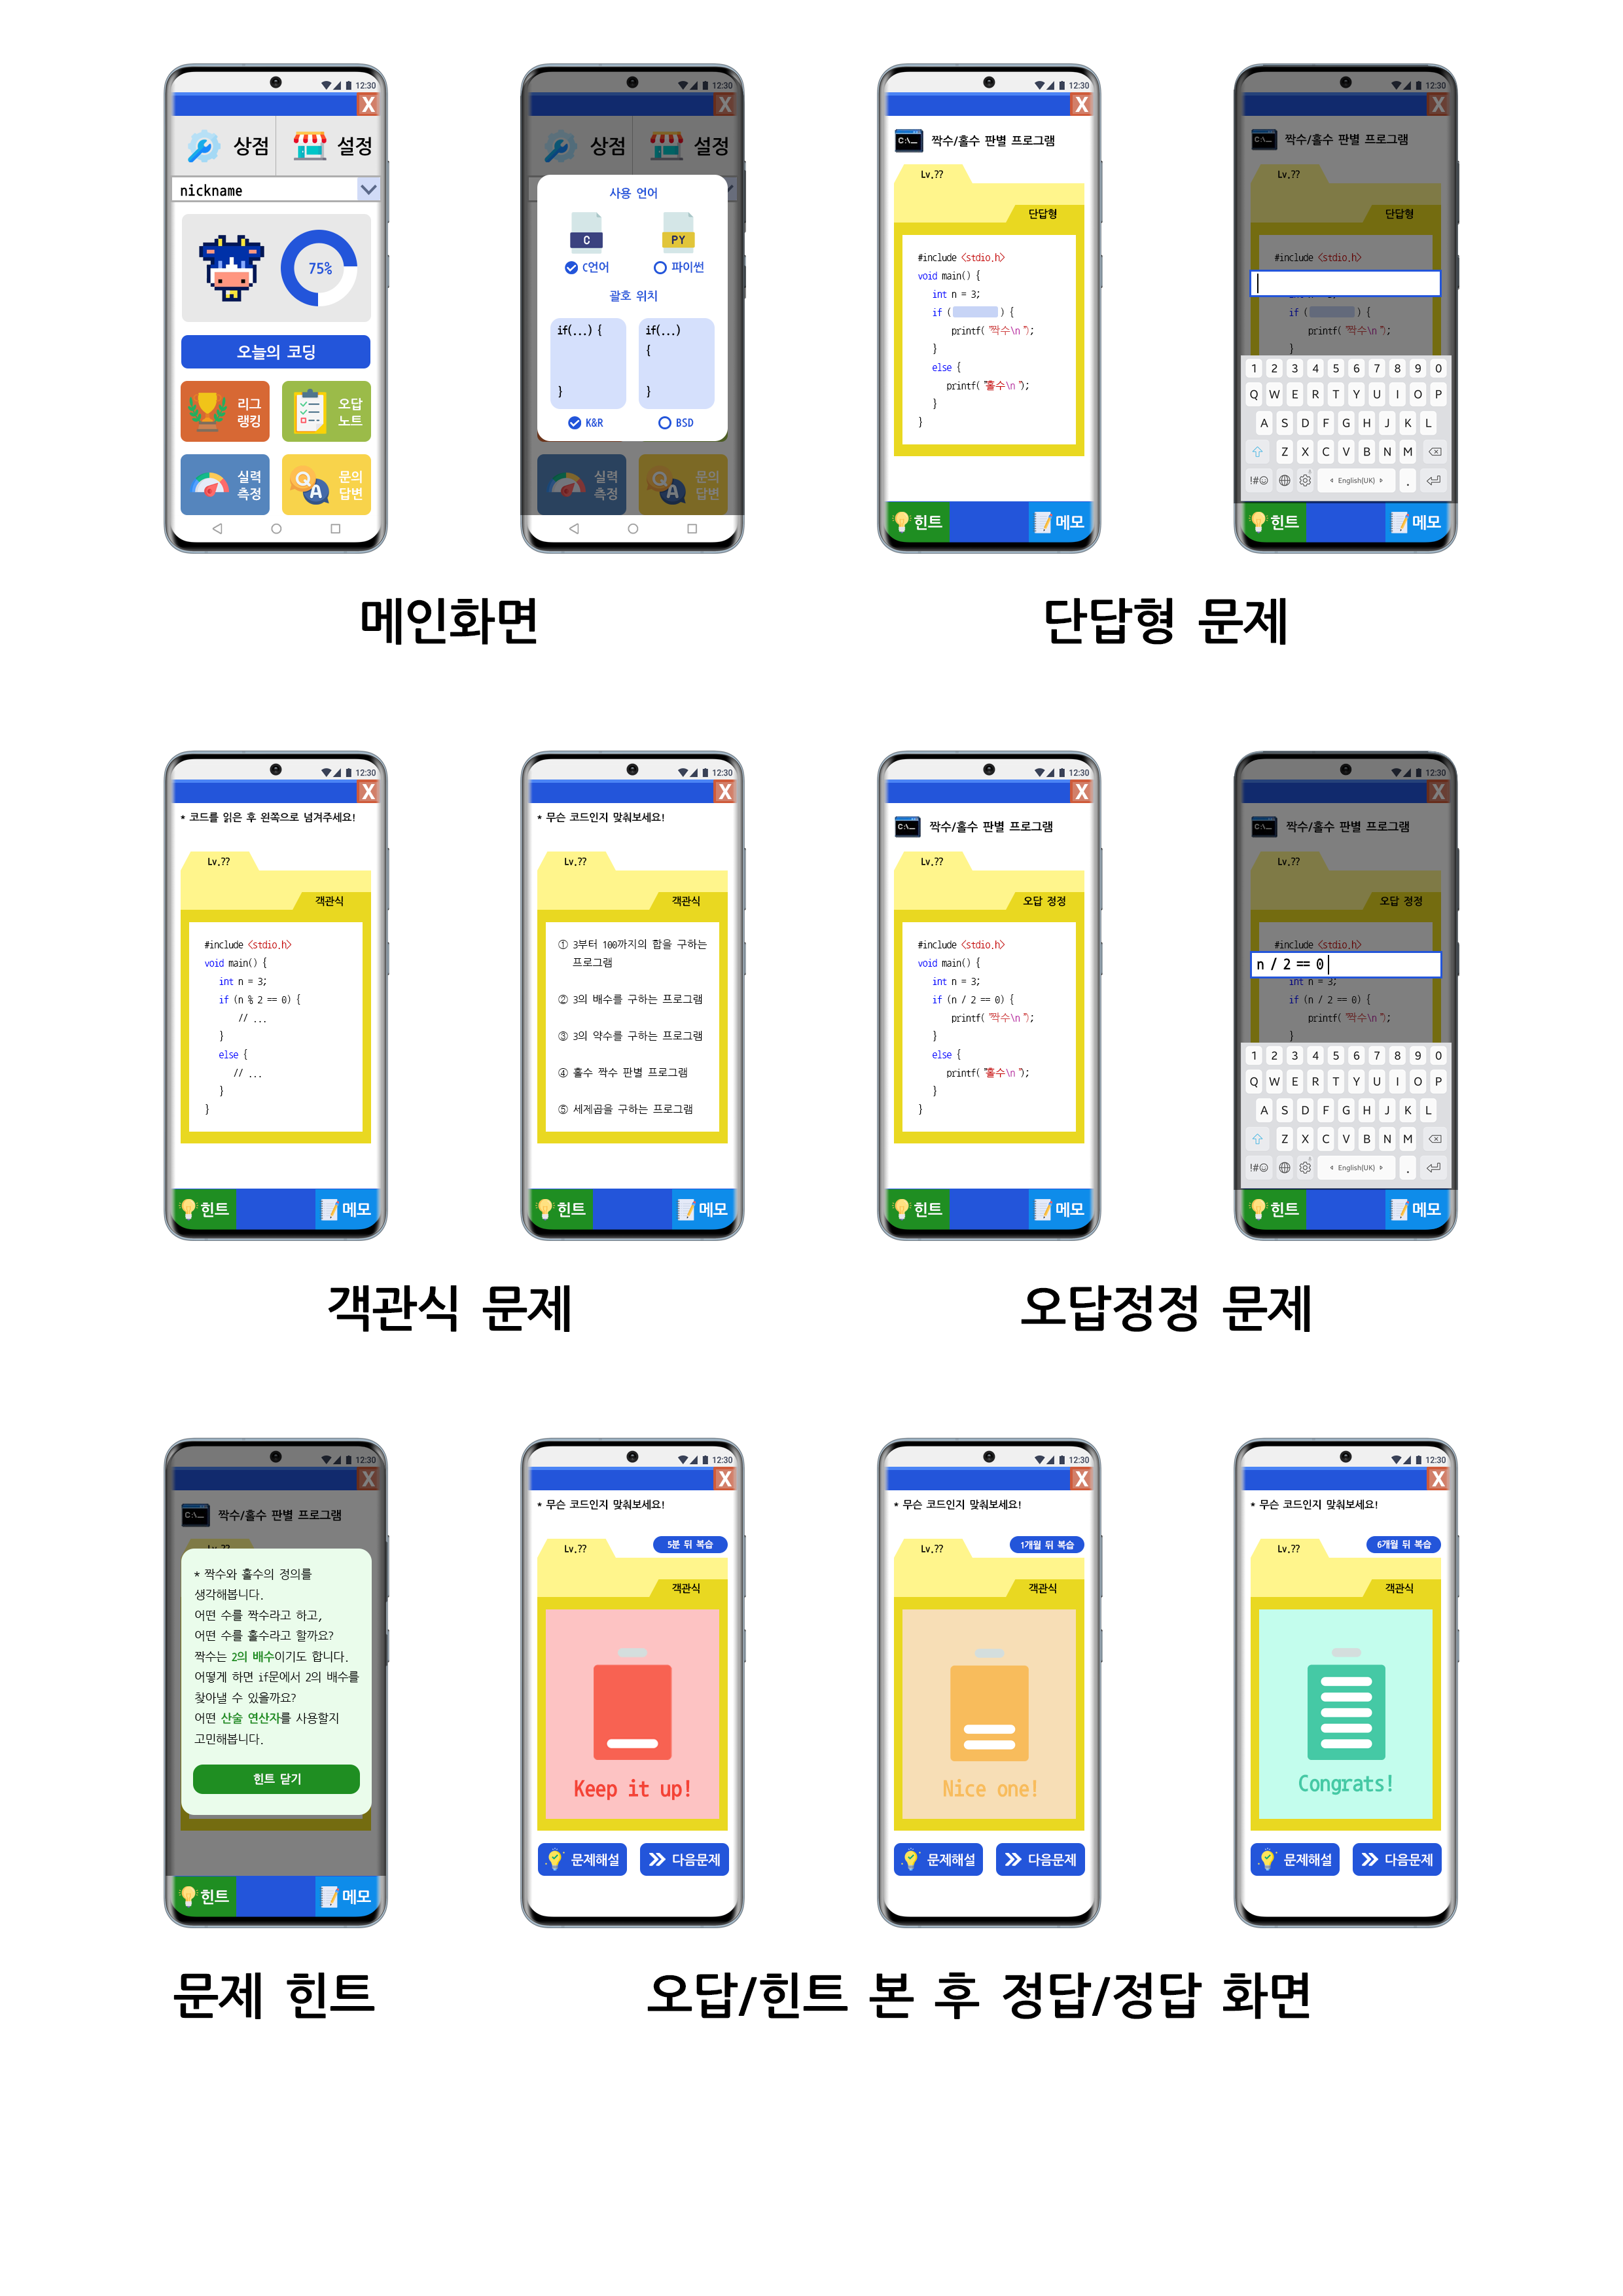 12:30
X
상점 설정
nickname
75%
오늘의 코딩
리그 랭킹
오답 노트
실력 측정
Q A 문의 답변
12:30
X
상점 설정
사용 언어
C PY
C언어 파이썬
괄호 위치
if(...) { if(...)
{
} }
K&R BSD
실력 측정
문의 답변
12:30
X
C:\__ 짝수/홀수 판별 프로그램
Lv.??
단답형
#include <stdio.h>
void main() {
int n = 3;
if ( ) {
printf( "짝수\n ");
}
else {
printf( "홀수\n ");
}
}
힌트 메모
12:30
X
C:\__ 짝수/홀수 판별 프로그램
Lv.??
단답형
#include <stdio.h>
int n = 3;
if ( ) {
printf( "짝수\n ");
}
1 2 3 4 5 6 7 8 9 0
Q W E R T Y U I O P
A S D F G H J K L
Z X C V B N M
!#☺ English(UK) .
힌트 메모
메인화면
단답형 문제
12:30
X
* 코드를 읽은 후 왼쪽으로 넘겨주세요!
Lv.??
객관식
#include <stdio.h>
void main() {
int n = 3;
if (n % 2 == 0) {
// ...
}
else {
// ...
}
}
힌트 메모
12:30
X
* 무슨 코드인지 맞춰보세요!
Lv.??
객관식
① 3부터 100까지의 합을 구하는
프로그램
② 3의 배수를 구하는 프로그램
③ 3의 약수를 구하는 프로그램
④ 홀수 짝수 판별 프로그램
⑤ 세제곱을 구하는 프로그램
힌트 메모
12:30
X
C:\__ 짝수/홀수 판별 프로그램
Lv.??
오답 정정
#include <stdio.h>
void main() {
int n = 3;
if (n / 2 == 0) {
printf( "짝수\n ");
}
else {
printf( "홀수\n ");
}
}
힌트 메모
12:30
X
C:\__ 짝수/홀수 판별 프로그램
Lv.??
오답 정정
#include <stdio.h>
n / 2 == 0
int n = 3;
if (n / 2 == 0) {
printf( "짝수\n ");
}
1 2 3 4 5 6 7 8 9 0
Q W E R T Y U I O P
A S D F G H J K L
Z X C V B N M
!#☺ English(UK) .
힌트 메모
객관식 문제
오답정정 문제
12:30
X
C:\__ 짝수/홀수 판별 프로그램
Lv.??
* 짝수와 홀수의 정의를
생각해봅니다.
어떤 수를 짝수라고 하고,
어떤 수를 홀수라고 할까요?
짝수는 2의 배수이기도 합니다.
어떻게 하면 if문에서 2의 배수를
찾아낼 수 있을까요?
어떤 산술 연산자를 사용할지
고민해봅니다.
힌트 닫기
힌트 메모
12:30
X
* 무슨 코드인지 맞춰보세요!
Lv.?? 5분 뒤 복습
객관식
Keep it up!
문제해설 다음문제
12:30
X
* 무슨 코드인지 맞춰보세요!
Lv.?? 1개월 뒤 복습
객관식
Nice one!
문제해설 다음문제
12:30
X
* 무슨 코드인지 맞춰보세요!
Lv.?? 6개월 뒤 복습
객관식
Congrats!
문제해설 다음문제
문제 힌트
오답/힌트 본 후 정답/정답 화면